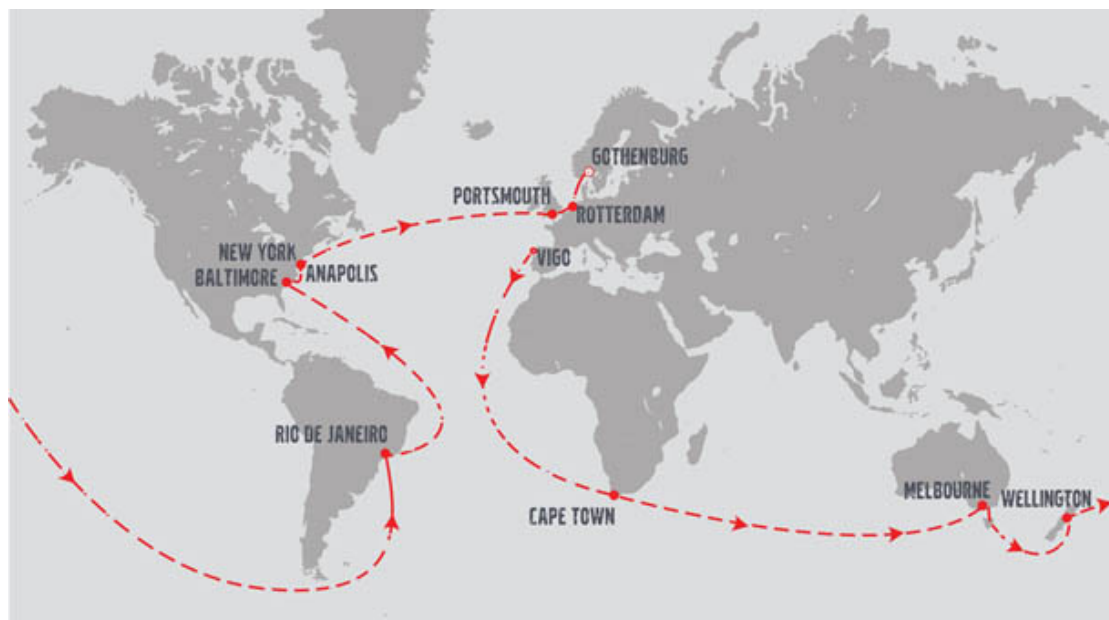 GOTHENBURG
PORTSMOUTH
ROTTERDAM
NEW YORK
VIGO
BALTIMORE
ANAPOLIS
RIO DE JANEIRO
MELBOURNE
WELLINGTON
CAPE TOWN